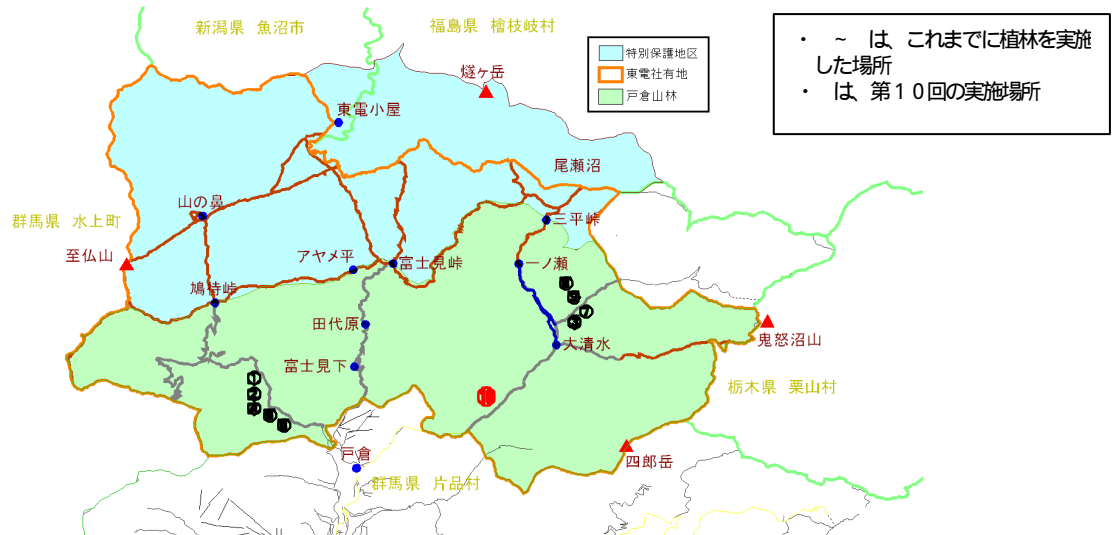 新潟県 魚沼市
福島県 檜枝岐村
・ ~ は、これまでに植林を実施
した場所
・ は、第１０回の実施場所
特別保護地区
東電社有地
戸倉山林
燧ヶ岳
東電小屋
尾瀬沼
山の鼻
群馬県 水上町
三平峠
至仏山
アヤメ平
富士見峠
一ノ瀬
鳩待峠
田代原
大清水
鬼怒沼山
富士見下
栃木県 栗山村
戸倉
四郎岳
群馬県 片品村